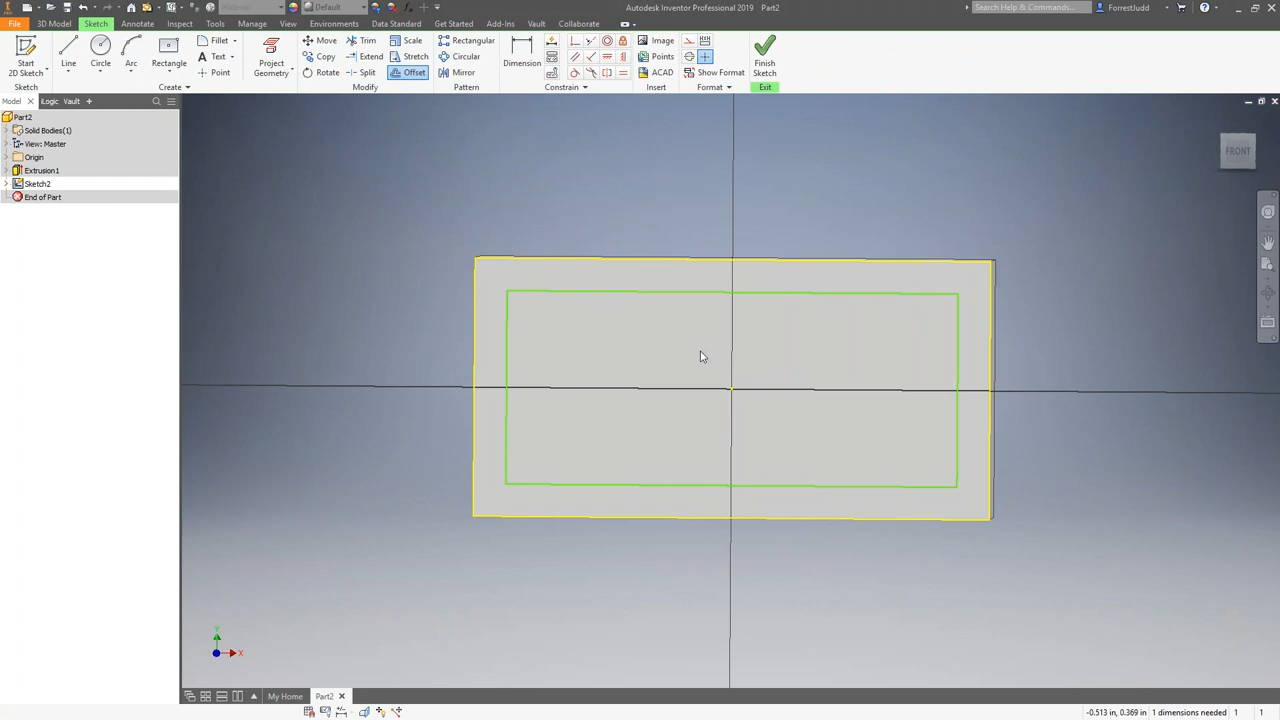 Material
Default
Autodesk Inventor Professional 2019 Part2
Search Help & Commands...
ForrestJudd
File 3D Model Sketch Annotate Inspect Tools Manage View Environments Get Started Add-Ins Vault Collaborate Annotate Data Standard
Start
2D Sketch
Line
Circle
Arc
Rectangle
Fillet
Text
Point
Project
Geometry
Move
Copy
Rotate
Trim
Extend
Split
Scale
Stretch
Offset
Rectangular
Circular
Mirror
Dimension
Image
Points
ACAD
Show Format
Finish
Sketch
Sketch Create Modify Pattern Constrain Insert Format Exit
Model Logic Vault +
Part2
Solid Bodies(1)
View: Master
Origin
Extrusion1
Sketch2
End of Part
FRONT
Y
X
My Home Part2
-0.513 in, 0.369 in 1 dimensions needed 1 1